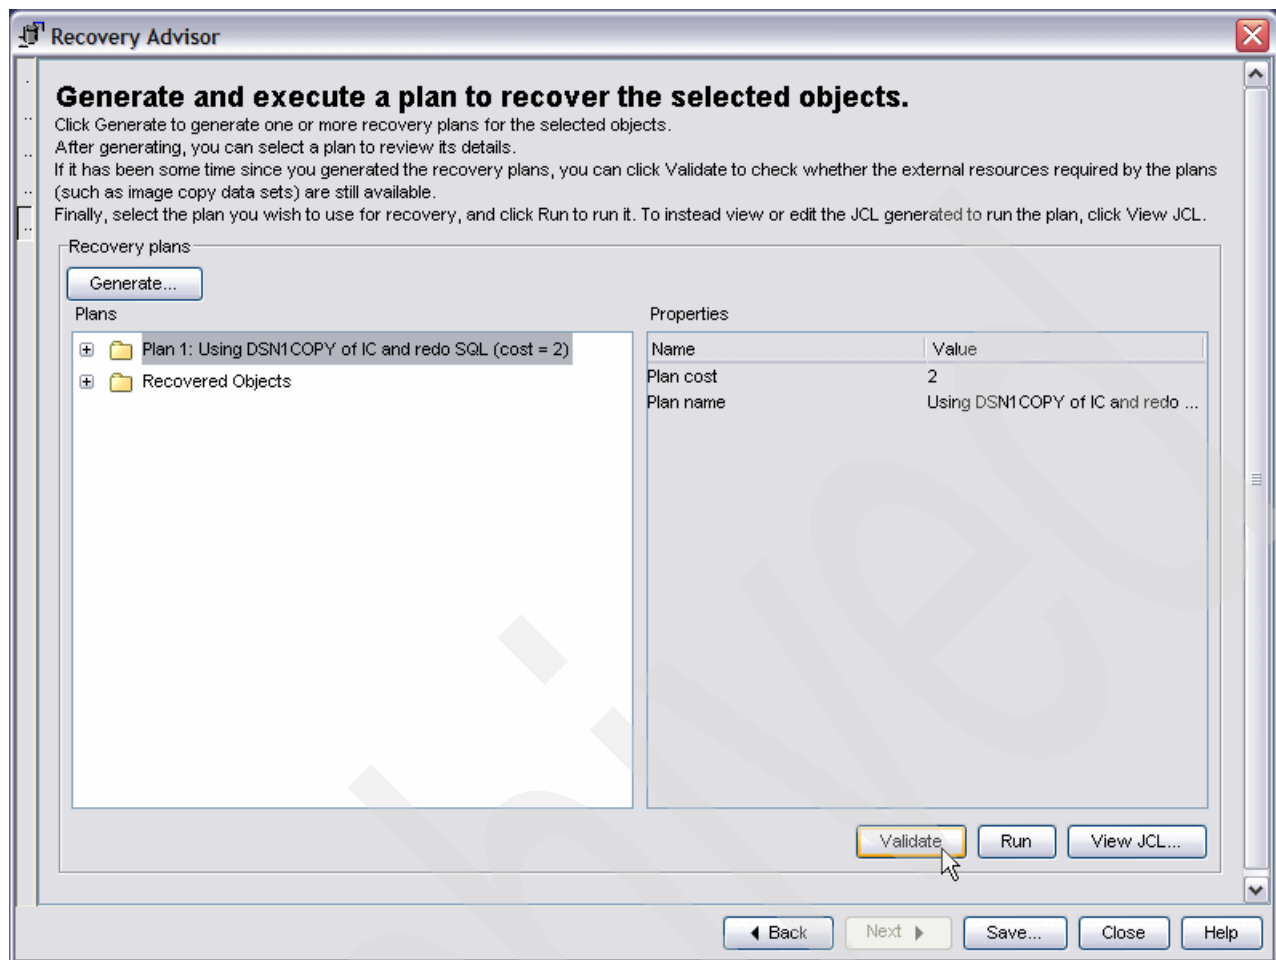 Recovery Advisor
Generate and execute a plan to recover the selected objects.
Click Generate to generate one or more recovery plans for the selected objects.
After generating, you can select a plan to review its details.
If it has been some time since you generated the recovery plans, you can click Validate to check whether the external resources required by the plans
(such as image copy data sets) are still available.
Finally, select the plan you wish to use for recovery, and click Run to run it. To instead view or edit the JCL generated to run the plan, click View JCL.
Recovery plans
Generate...
Plans
Properties
Plan 1: Using DSN1COPY of IC and redo SQL (cost = 2)
Recovered Objects
Name Value
Plan cost 2
Plan name Using DSN1COPY of IC and redo ...
Validate Run View JCL...
Back Next Save... Close Help